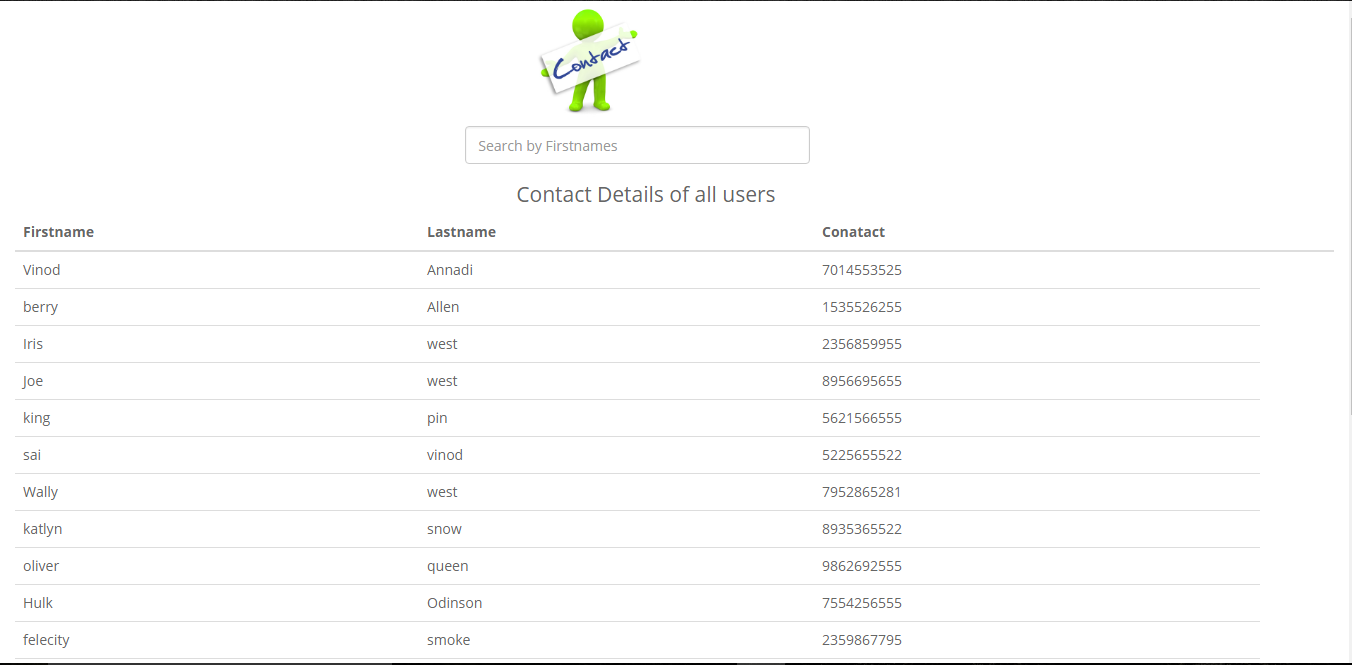 Contact
Search by Firstnames
Contact Details of all users
Firstname Lastname Conatact
Vinod Annadi 7014553525
berry Allen 1535526255
Iris west 2356859955
Joe west 8956695655
king pin 5621566555
sai vinod 5225655522
Wally west 7952865281
katlyn snow 8935365522
oliver queen 9862692555
Hulk Odinson 7554256555
felecity smoke 2359867795